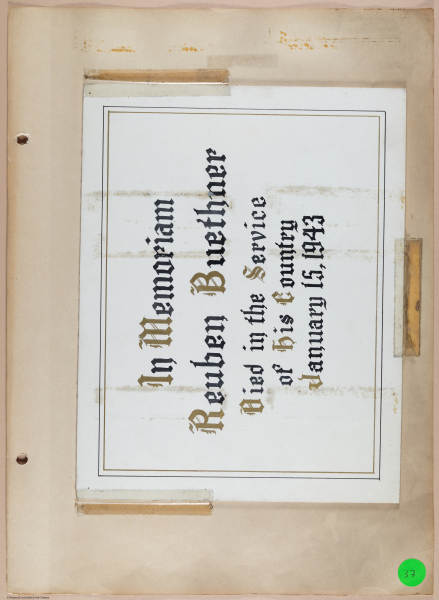 In Memoriam
Reuben Buethner
Died in the Service
of His Country
January 15, 1943
37